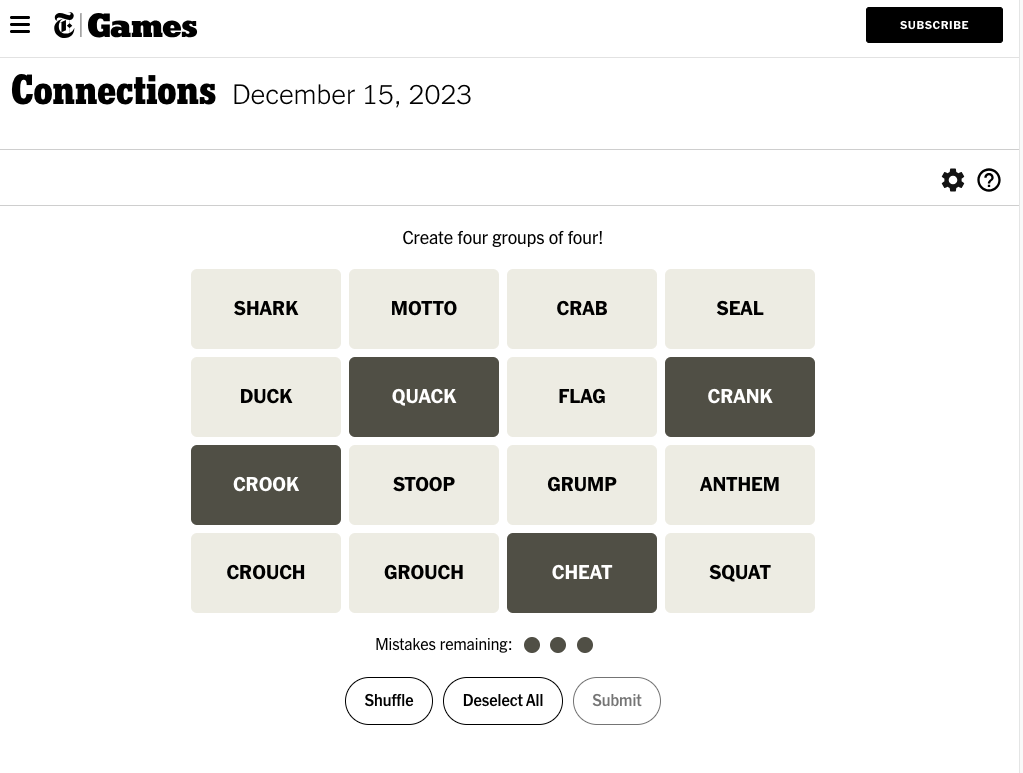 Games
SUBSCRIBE
Connections December 15, 2023
Create four groups of four!
SHARK MOTTO CRAB SEAL
DUCK QUACK FLAG CRANK
CROOK STOOP GRUMP ANTHEM
CROUCH GROUCH CHEAT SQUAT
Mistakes remaining:
Shuffle Deselect All Submit